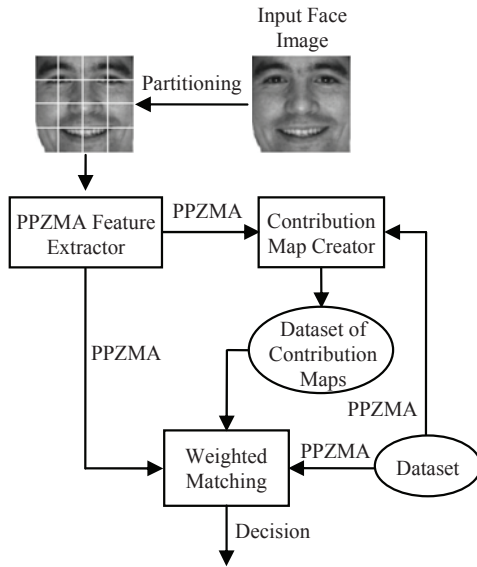 Input Face
Image
Partitioning
PPZMA Feature
Extractor
PPZMA
Contribution
Map Creator
PPZMA
Dataset of
Contribution
Maps
PPZMA
Weighted
Matching
PPZMA
Dataset
Decision